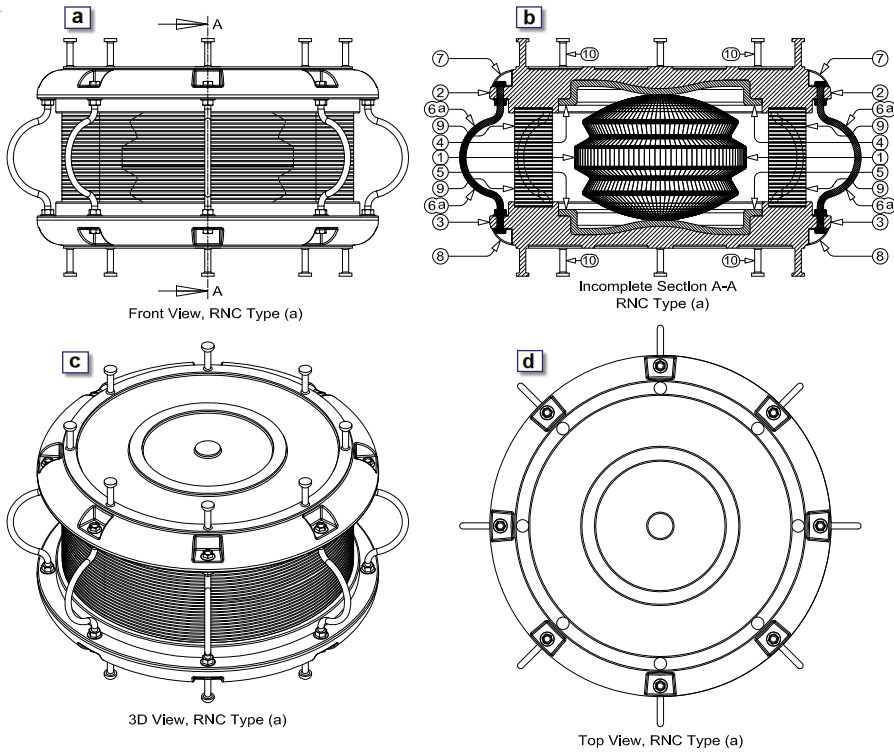 a
A
A
Front View, RNC Type (a)
b
7
10
10
7
2
2
6a
6a
9
9
4
4
1
1
5
5
9
9
6a
6a
3
3
8
10
10
8
Incomplete Section A-A
RNC Type (a)
c
3D View, RNC Type (a)
d
Top View, RNC Type (a)